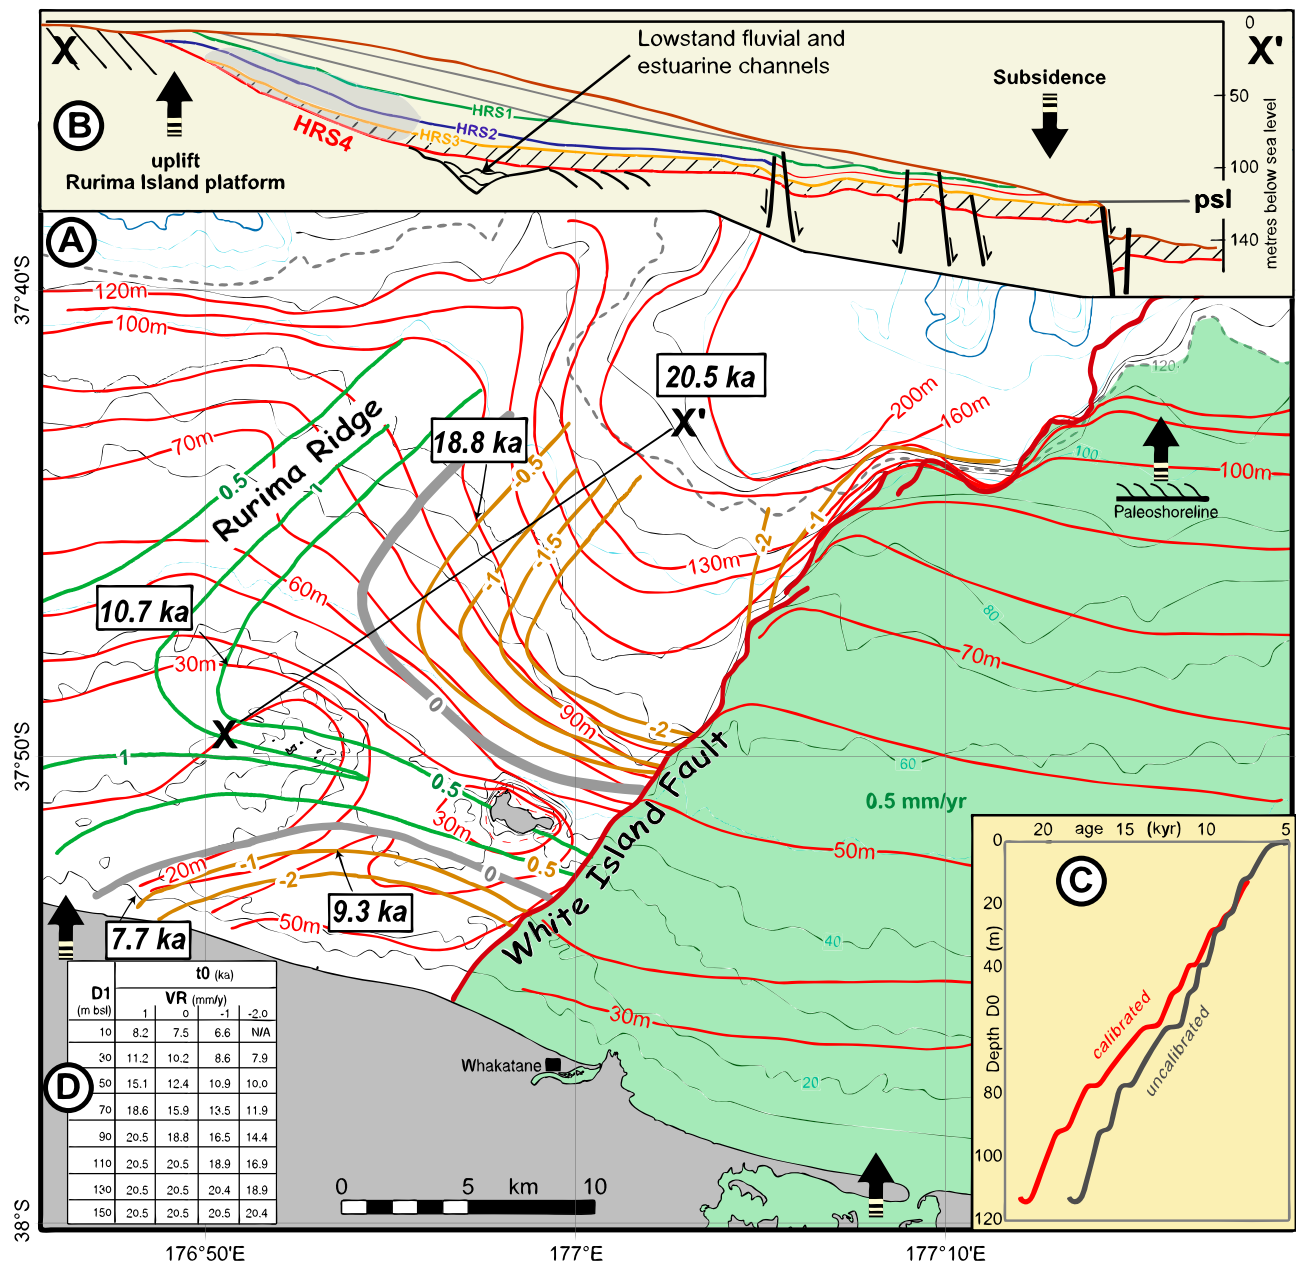 X
X'
0
50
100
140
metres below sea level
B
Lowstand fluvial and
estuarine channels
Subsidence
HRS1
HRS2
HRS3
HRS4
uplift
Rurima Island platform
psl
A
37°40'S
37°50'S
38°S
120m
100m
70m
60m
30m
20m
50m
90m
130m
200m
160m
100m
70m
50m
30m
30m
Rurima Ridge
White Island Fault
0.5
1
1
0.5
0.5
0
0
-0.5
-1
-1.5
-2
-2
-1
-1
-2
18.8 ka
20.5 ka
10.7 ka
9.3 ka
7.7 ka
X
X'
120
100
80
60
40
20
Paleoshoreline
0.5 mm/yr
Whakatane
0 5 km 10
176°50'E
177°E
177°10'E
C
20 age 15 (kyr) 10 5
0
20
40
80
100
120
Depth D0 (m)
calibrated
uncalibrated
D
t0 (ka)
D1 VR (mm/y)
(m bsl) 1 0 -1 -2.0
10 8.2 7.5 6.6 N/A
30 11.2 10.2 8.6 7.9
50 15.1 12.4 10.9 10.0
70 18.6 15.9 13.5 11.9
90 20.5 18.8 16.5 14.4
110 20.5 20.5 18.9 16.9
130 20.5 20.5 20.4 18.9
150 20.5 20.5 20.5 20.4